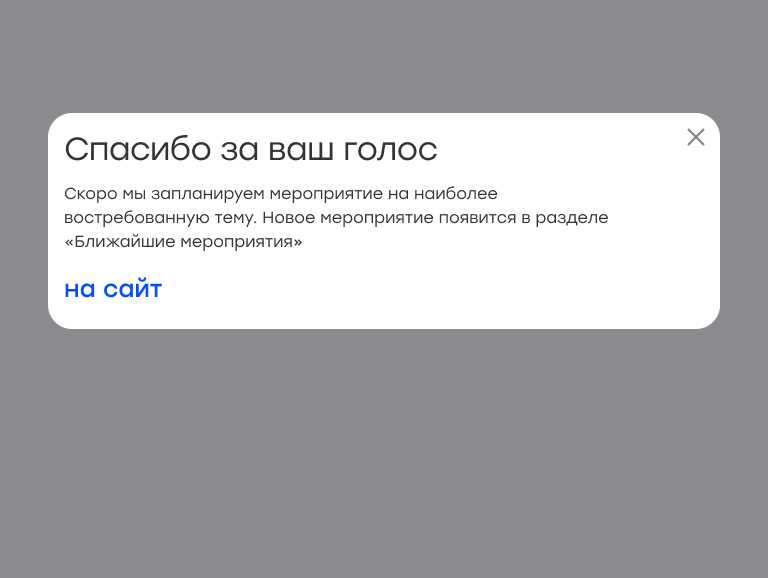 Спасибо за ваш голос
Скоро мы запланируем мероприятие на наиболее
востребованную тему. Новое мероприятие появится в разделе
«Ближайшие мероприятия»
на сайт